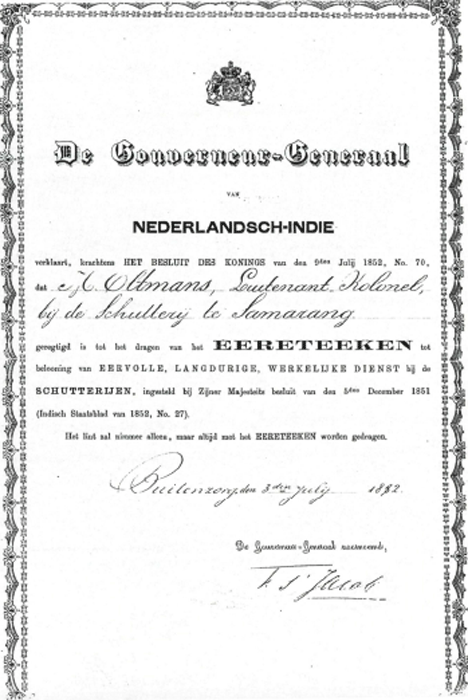 De Gouverneur-Generaal
VAN
NEDERLANDSCH-INDIE
verklaart, krachtens HET BESLUIT DES KONINGS van den 9den Julij 1852, No. 70,
dat A. Oltmans, Luitenant Kolonel,
bij de Schutterij te Samarang
geregtigd is tot het dragen van het EERETEEKEN tot
belooning van EERVOLLE, LANGDURIGE, WERKELIJKE DIENST bij de
SCHUTTERIJEN, ingesteld bij Zijner Majesteits besluit van den 5den December 1851
(Indisch Staatsblad van 1852, No. 27).
Het lint zal nimmer alleen, maar altijd met het EERETEEKEN worden gedragen.
Buitenzorg, den 3den July 1882.
De Gouverneur-Generaal voornoemd,
F. s'Jacob